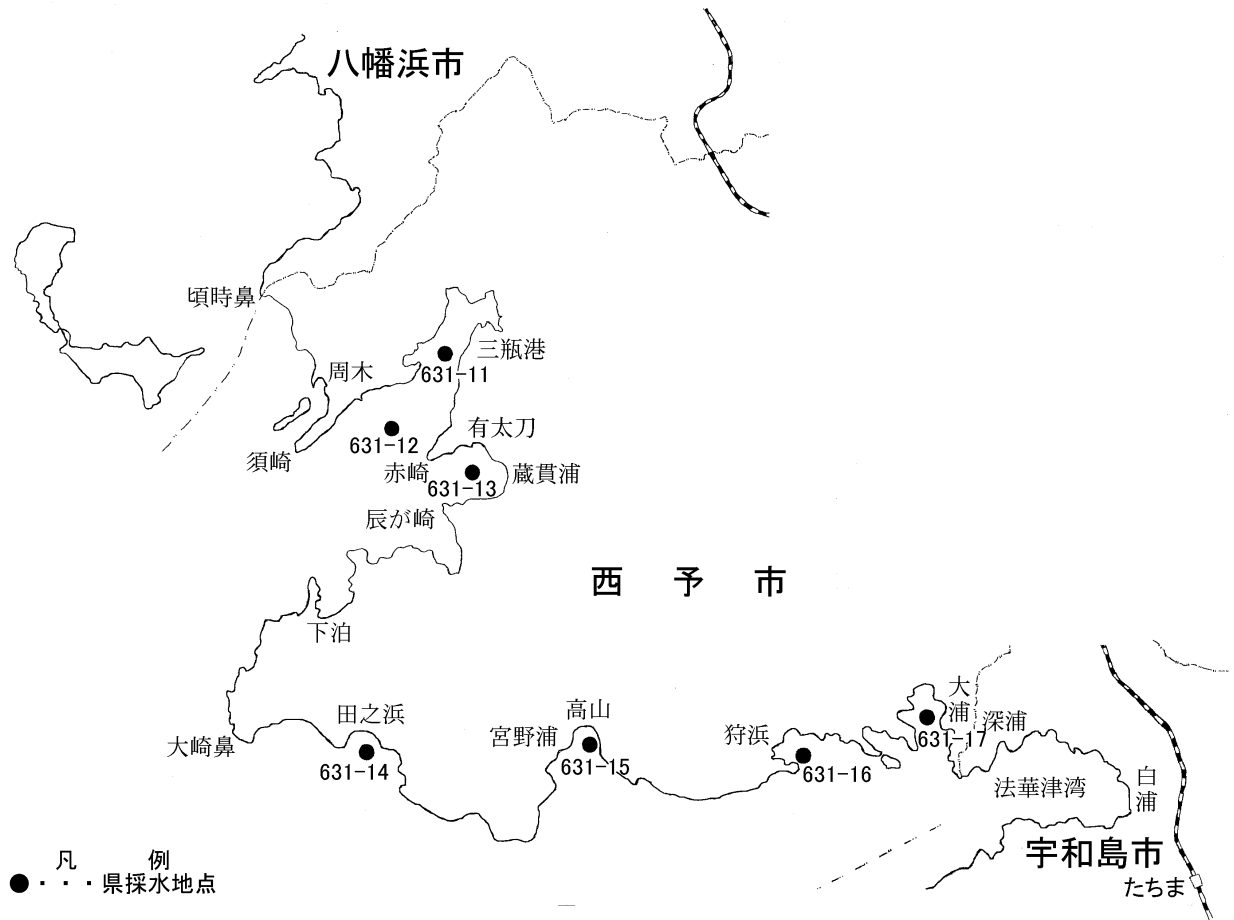 八幡浜市
頃時鼻
三瓶港
周木
631-11
有太刀
631-12
須崎
赤崎
蔵貫浦
631-13
辰が崎
西予市
下泊
大浦
田之浜
高山
深浦
宮野浦
狩浜
大崎鼻
631-17
631-14
631-15
631-16
法華津湾
白浦
宇和島市
たちま
凡 例
●・・・県採水地点